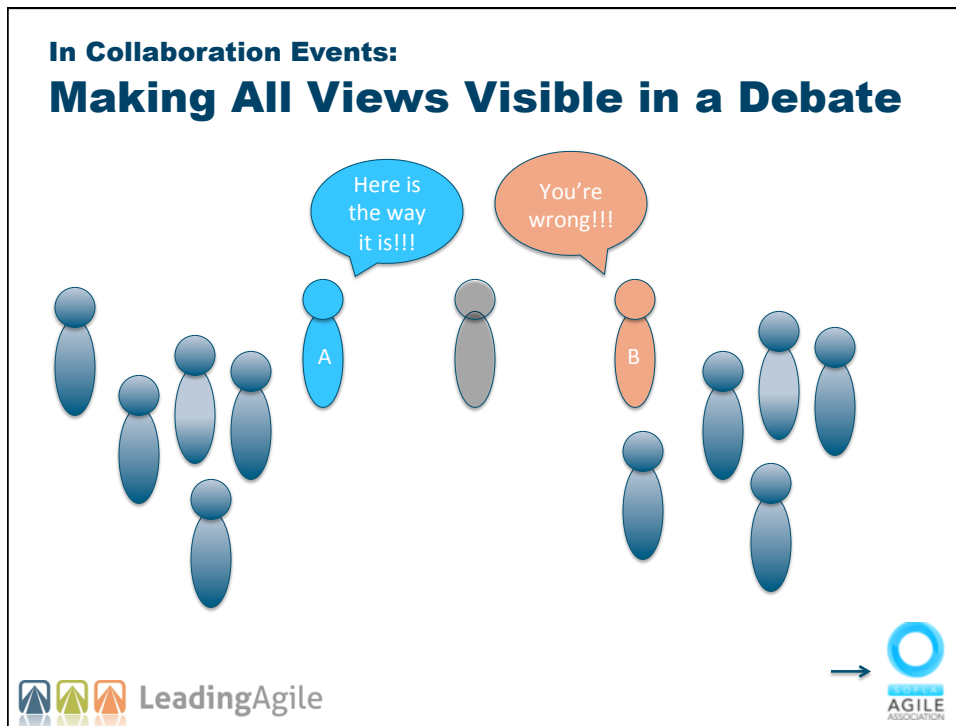 In Collaboration Events:
Making All Views Visible in a Debate
Here is
the way
it is!!!
You're
wrong!!!
A
B
LeadingAgile
SOFLA
AGILE
ASSOCIATION